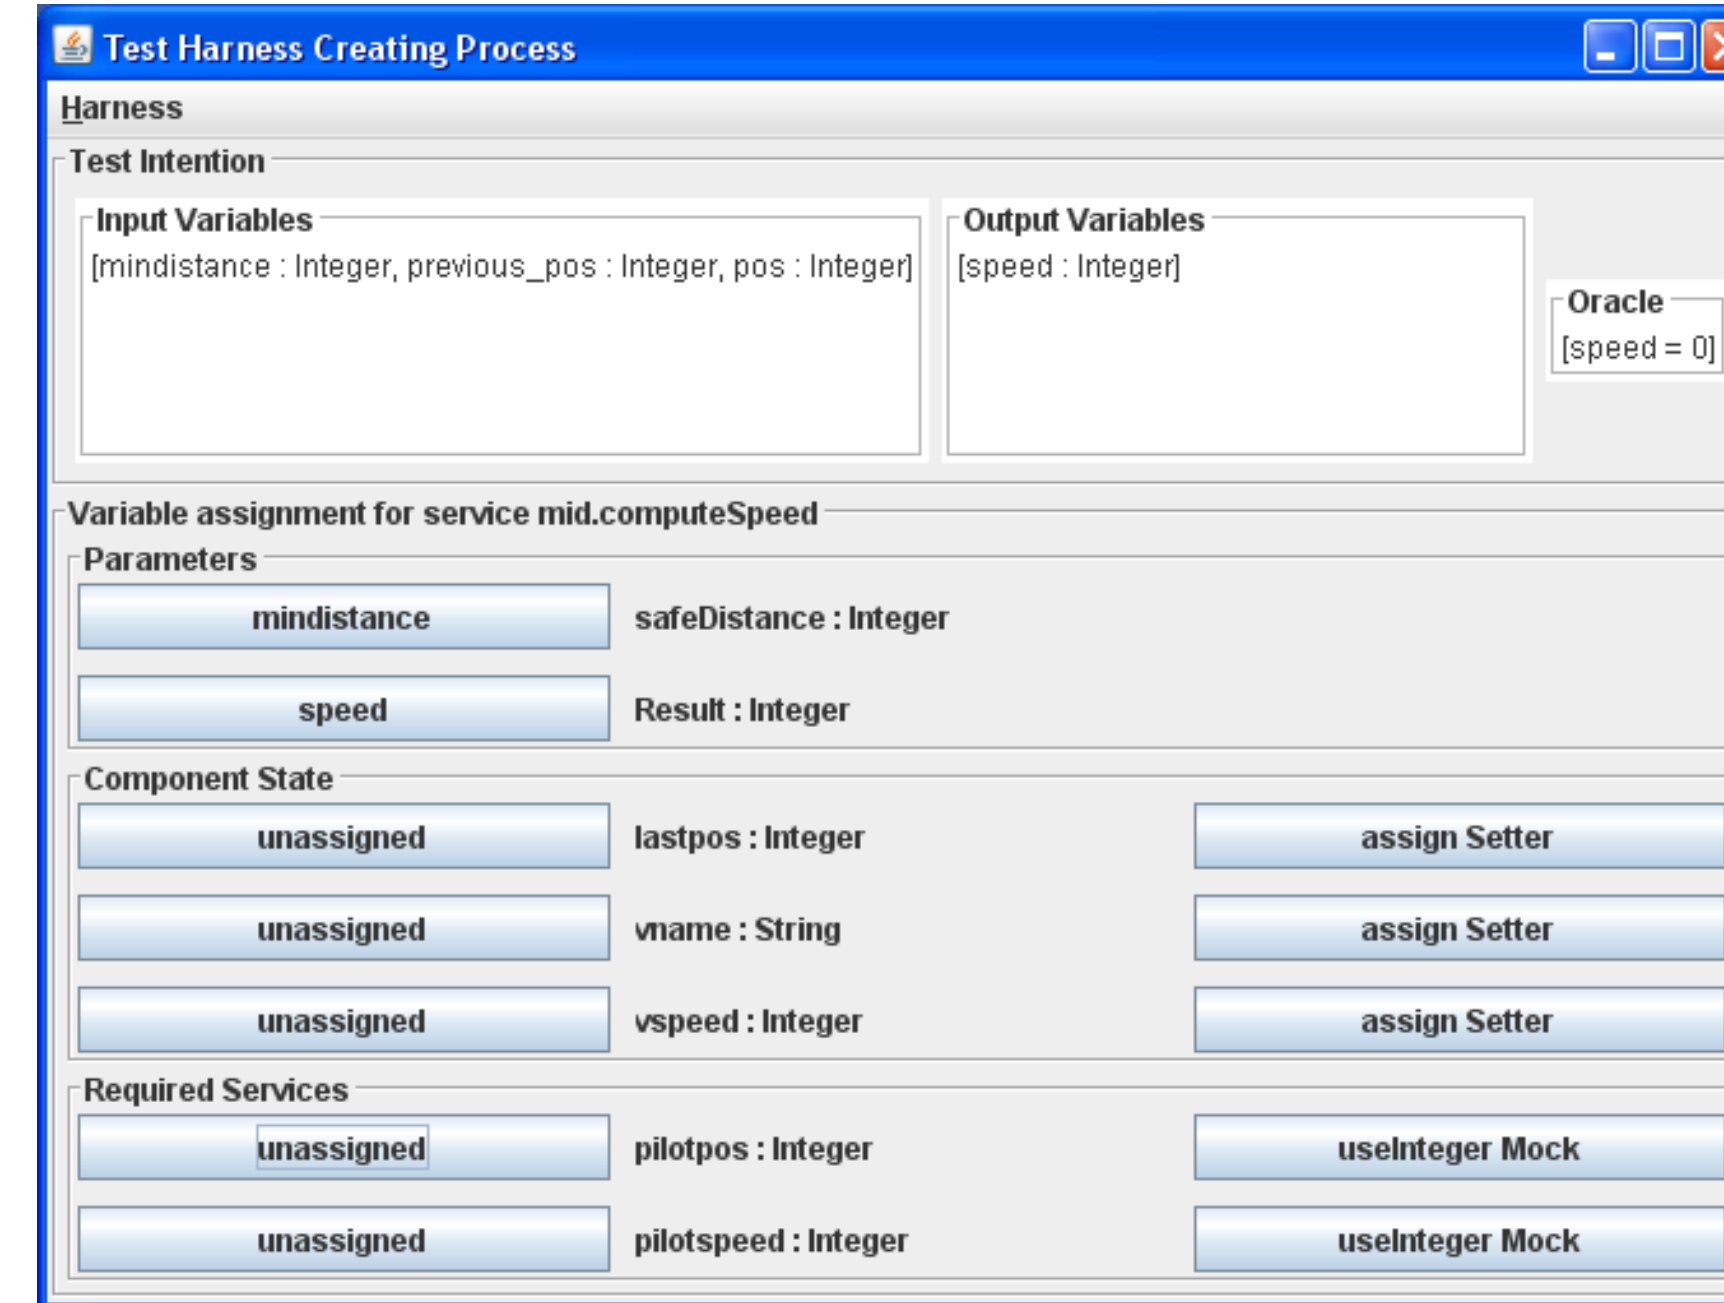 Test Harness Creating Process
Harness
Test Intention
Input Variables
[mindistance : Integer, previous_pos : Integer, pos : Integer]
Output Variables
[speed : Integer]
Oracle
[speed = 0]
Variable assignment for service mid.computeSpeed
Parameters
mindistance safeDistance : Integer
speed Result : Integer
Component State
unassigned lastpos : Integer assign Setter
unassigned vname : String assign Setter
unassigned vspeed : Integer assign Setter
Required Services
unassigned pilotpos : Integer useInteger Mock
unassigned pilotspeed : Integer useInteger Mock